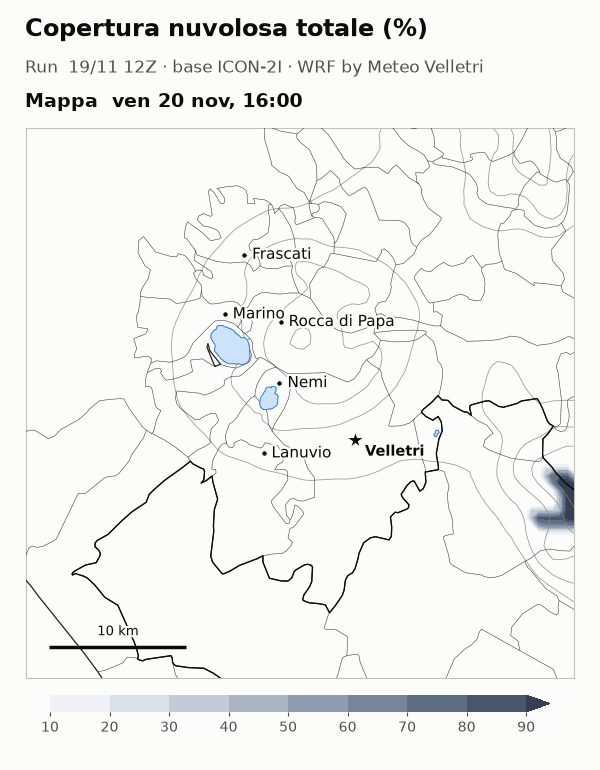 Copertura nuvolosa totale (%)
Run  19/11 12Z · base ICON-2I · WRF by Meteo Velletri
Mappa  ven 20 nov, 16:00
Frascati
Marino
Rocca di Papa
Nemi
Velletri
Lanuvio
10 km
10 20 30 40 50 60 70 80 90